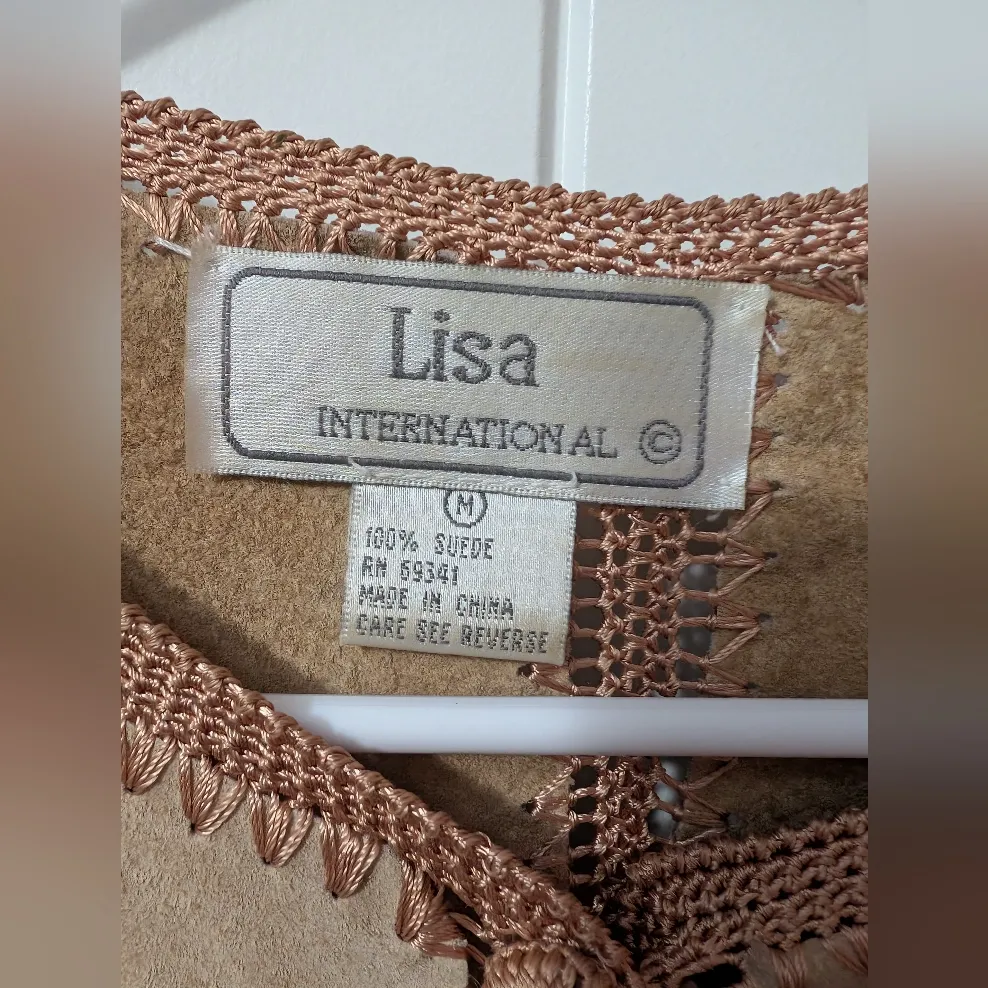 Lisa
INTERNATIONAL ©
M
100% SUEDE
RN 69341
MADE IN CHINA
CARE SEE REVERSE